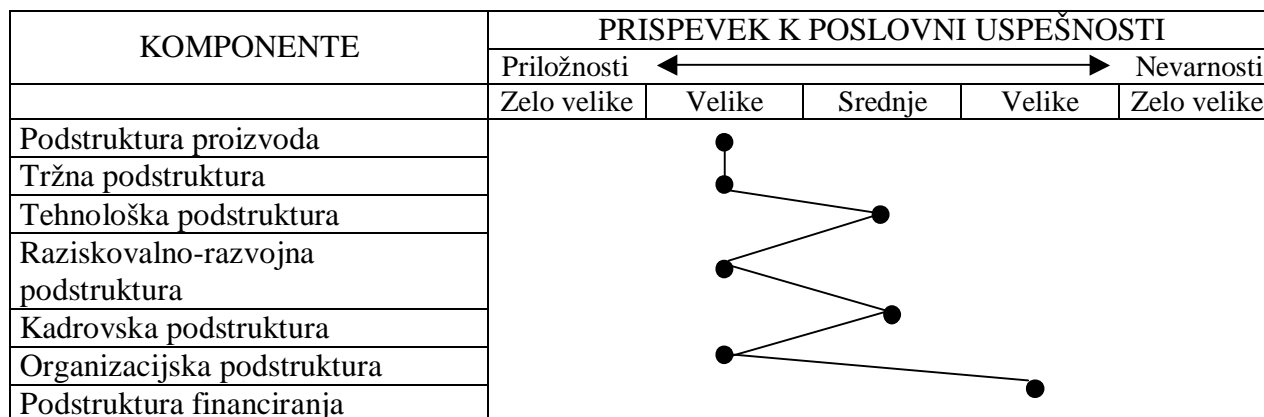 KOMPONENTE
PRISPEVEK K POSLOVNI USPEŠNOSTI
Priložnosti Nevarnosti
Zelo velike Velike Srednje Velike Zelo velike
Podstruktura proizvoda
Tržna podstruktura
Tehnološka podstruktura
Raziskovalno-razvojna
podstruktura
Kadrovska podstruktura
Organizacijska podstruktura
Podstruktura financiranja